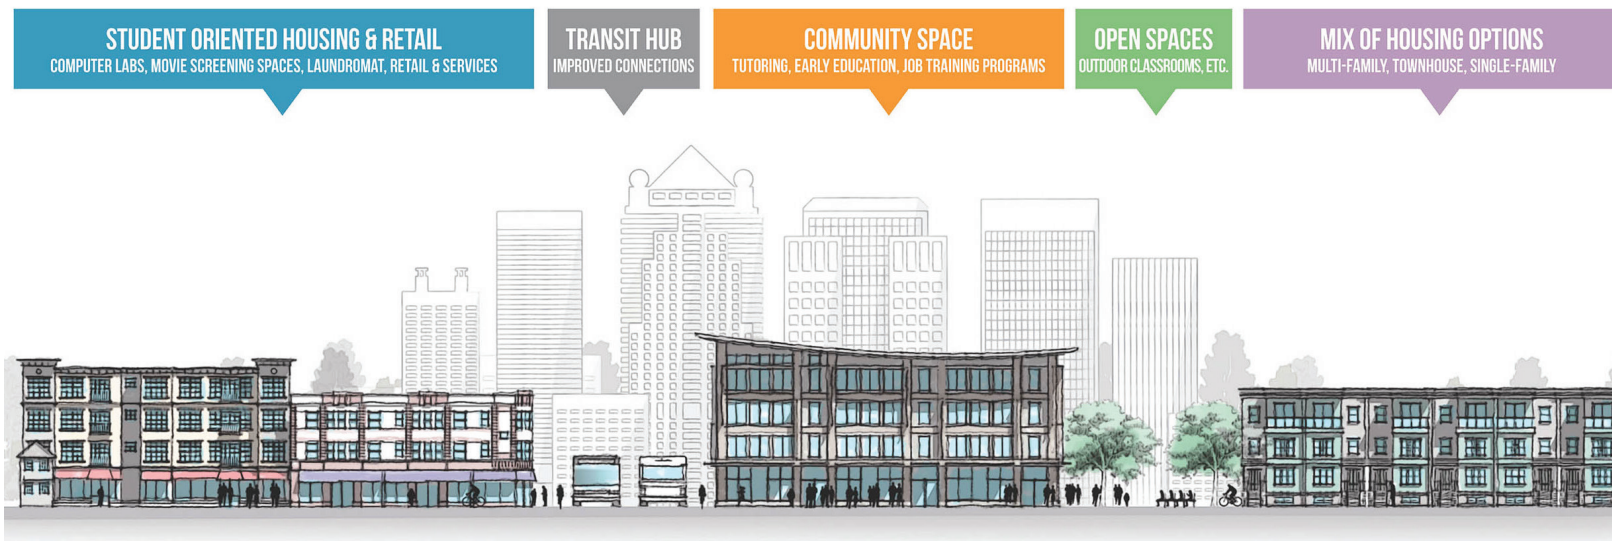 STUDENT ORIENTED HOUSING & RETAIL
COMPUTER LABS, MOVIE SCREENING SPACES, LAUNDROMAT, RETAIL & SERVICES
TRANSIT HUB
IMPROVED CONNECTIONS
COMMUNITY SPACE
TUTORING, EARLY EDUCATION, JOB TRAINING PROGRAMS
OPEN SPACES
OUTDOOR CLASSROOMS, ETC.
MIX OF HOUSING OPTIONS
MULTI-FAMILY, TOWNHOUSE, SINGLE-FAMILY